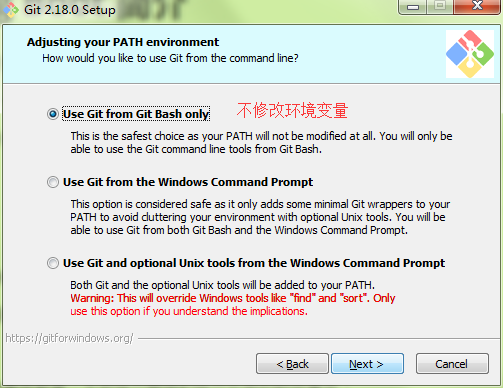 Git 2.18.0 Setup
Adjusting your PATH environment
How would you like to use Git from the command line?
Use Git from Git Bash only
不修改环境变量
This is the safest choice as your PATH will not be modified at all. You will only be
able to use the Git command line tools from Git Bash.
Use Git from the Windows Command Prompt
This option is considered safe as it only adds some minimal Git wrappers to your
PATH to avoid cluttering your environment with optional Unix tools. You will be
able to use Git from both Git Bash and the Windows Command Prompt.
Use Git and optional Unix tools from the Windows Command Prompt
Both Git and the optional Unix tools will be added to your PATH.
Warning: This will override Windows tools like "find" and "sort". Only
use this option if you understand the implications.
https://gitforwindows.org/
< Back
Next >
Cancel